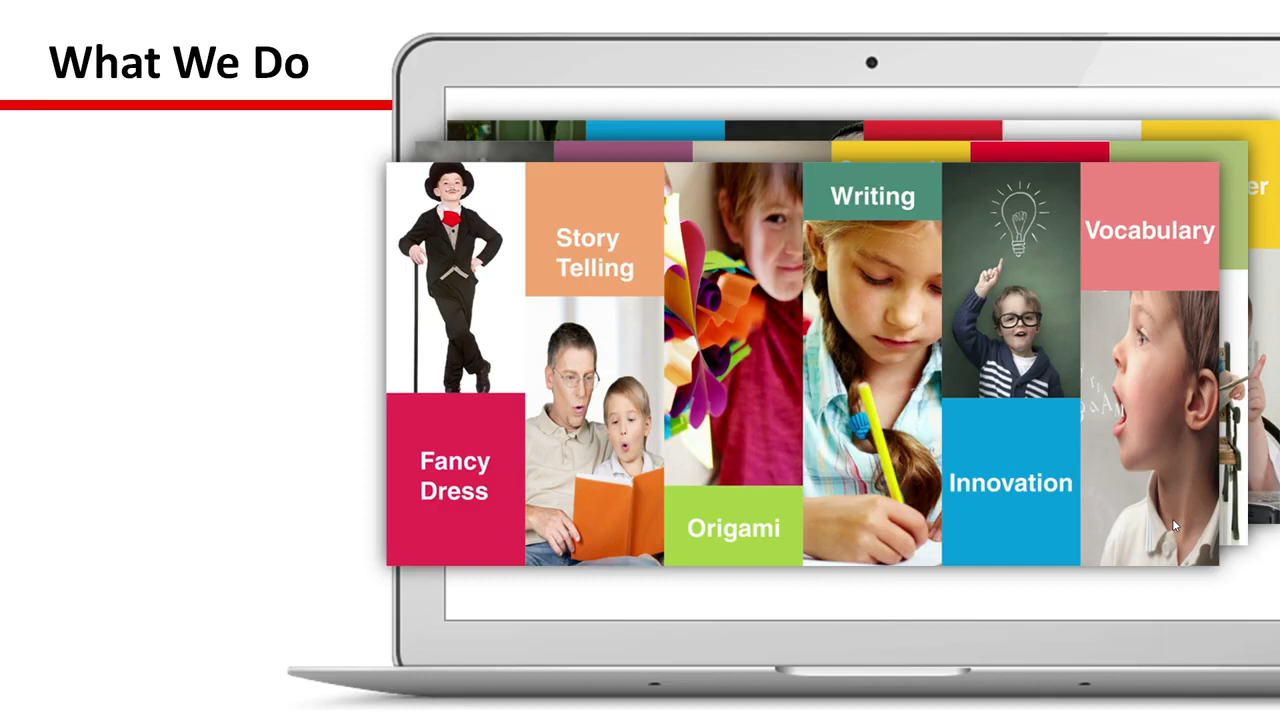 What We Do
Writing
Story
Telling
Vocabulary
Fancy
Dress
Innovation
Origami